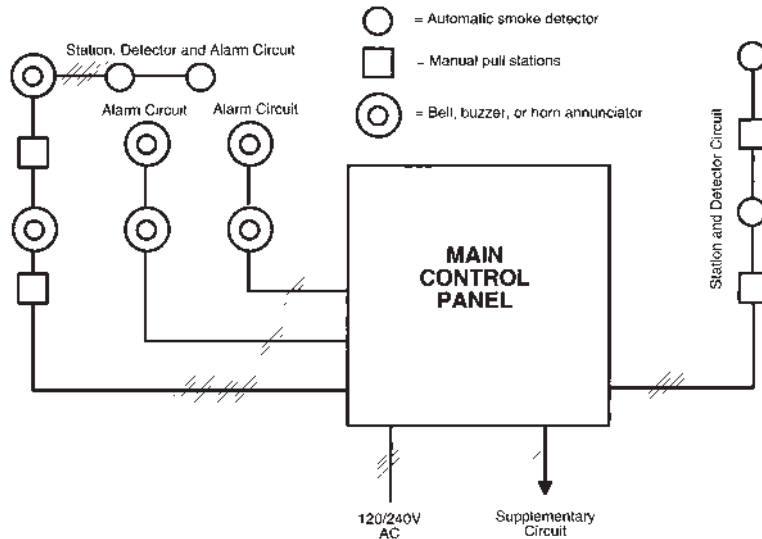 = Automatic smoke detector
Station, Detector and Alarm Circuit
= Manual pull stations
Alarm Circuit
Alarm Circuit
= Bell, buzzer, or horn annunciator
Station and Detector Circuit
MAIN
CONTROL
PANEL
120/240V
AC
Supplementary
Circuit